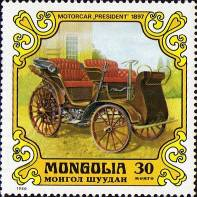 MOTORCAR „PRESIDENT" 1897
MONGOLIA 30
МОНГОЛ ШУУДАН МӨНГӨ
1980